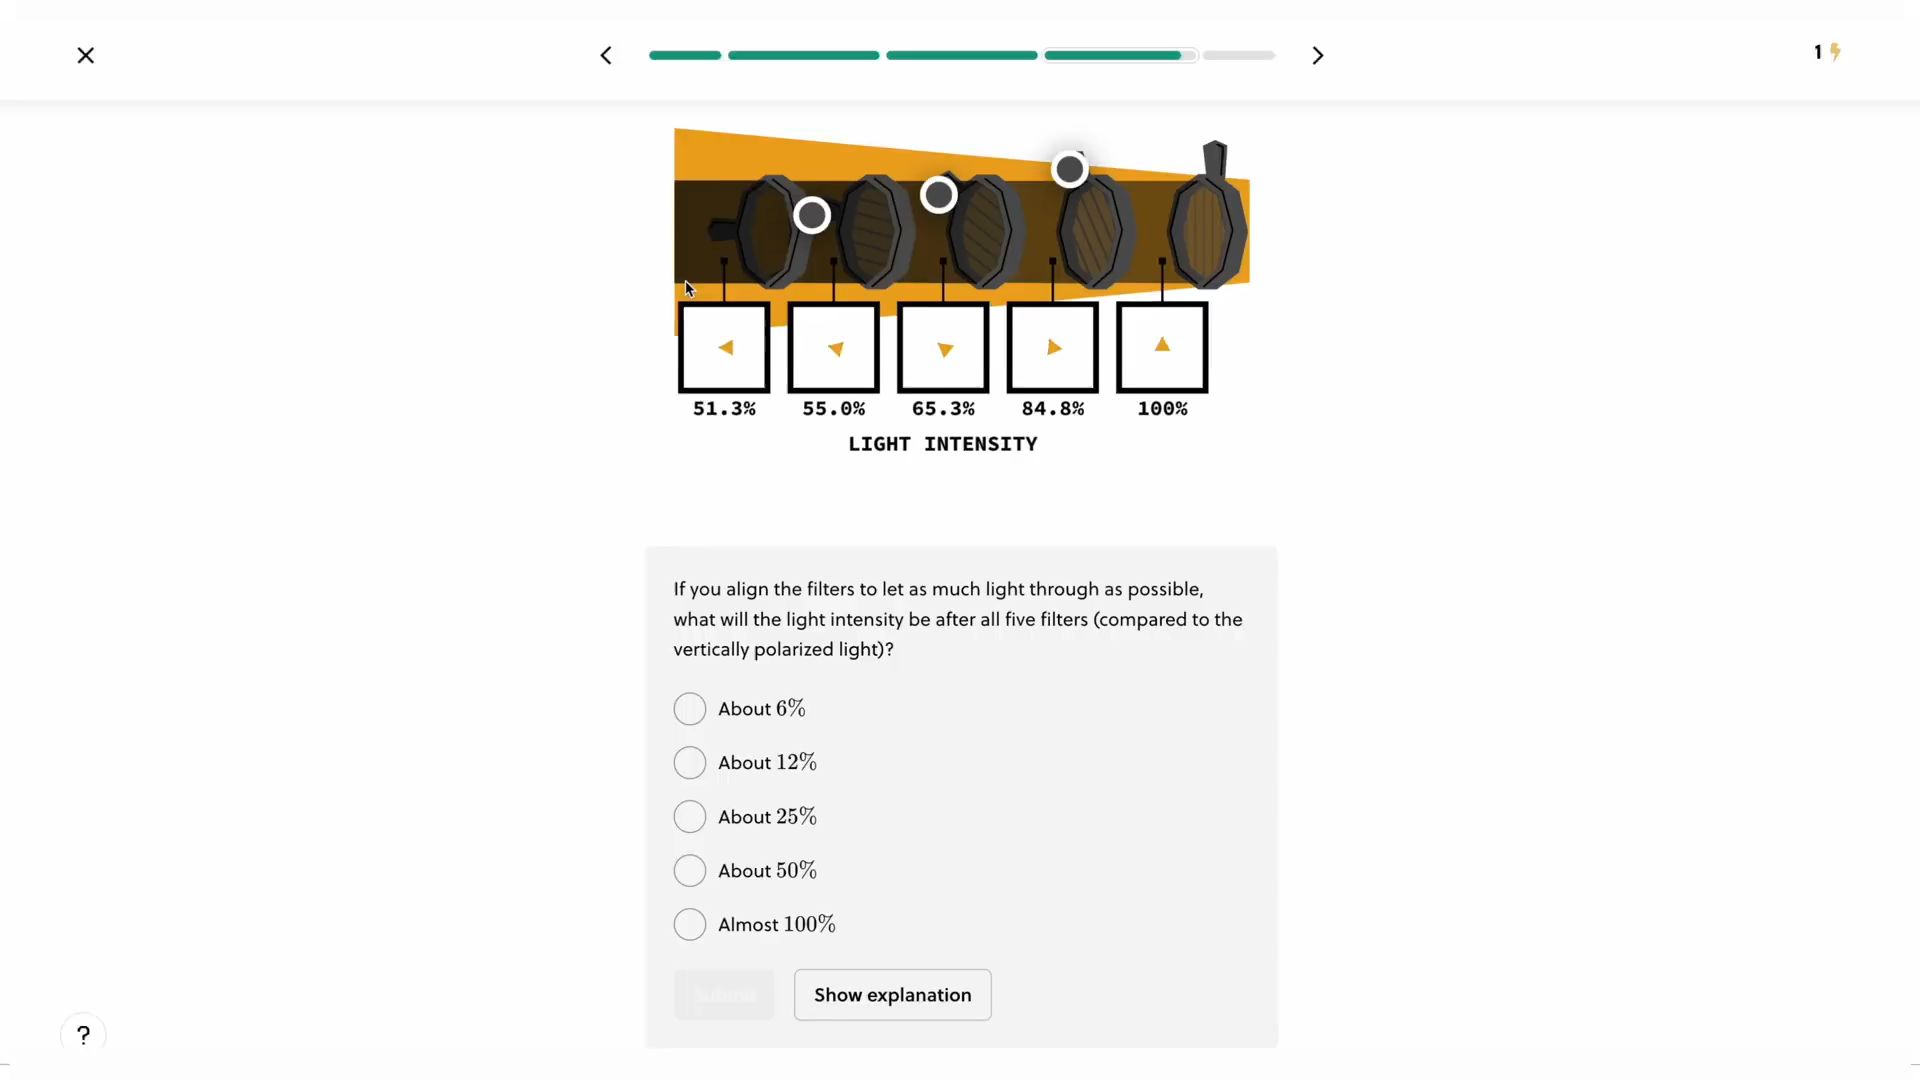 1
51.3% 55.0% 65.3% 84.8% 100%
LIGHT INTENSITY
If you align the filters to let as much light through as possible,
what will the light intensity be after all five filters (compared to the
vertically polarized light)?
About 6%
About 12%
About 25%
About 50%
Almost 100%
Submit Show explanation
?